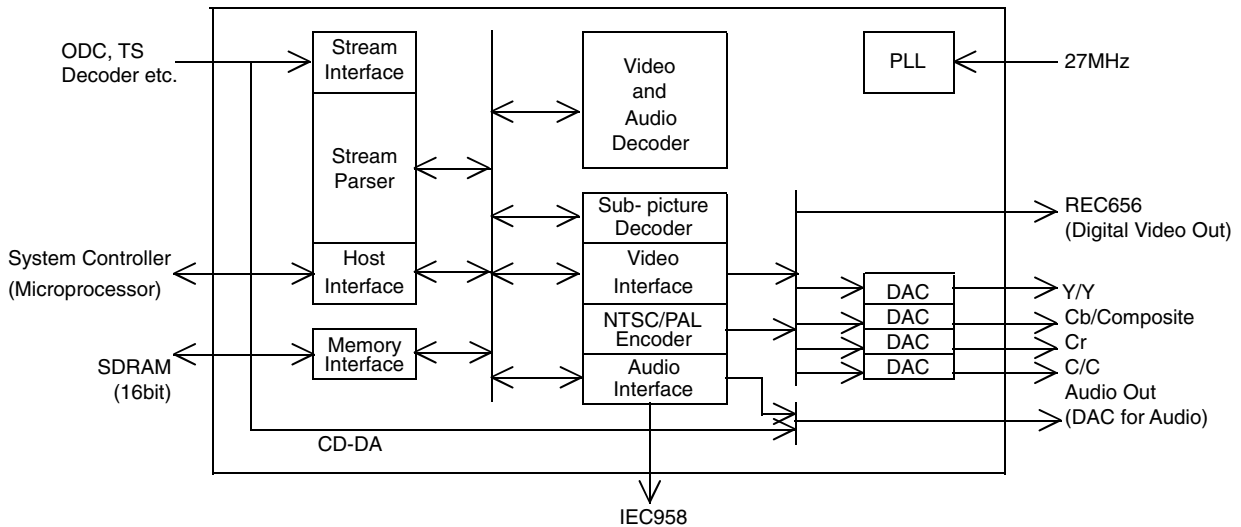 ODC, TS
Decoder etc.
Stream
Interface
Stream
Parser
System Controller
(Microprocessor)
Host
Interface
SDRAM
(16bit)
Memory
Interface
CD-DA
Video
and
Audio
Decoder
Sub- picture
Decoder
Video
Interface
NTSC/PAL
Encoder
Audio
Interface
IEC958
PLL
27MHz
REC656
(Digital Video Out)
DAC
Y/Y
DAC
Cb/Composite
DAC
Cr
DAC
C/C
Audio Out
(DAC for Audio)